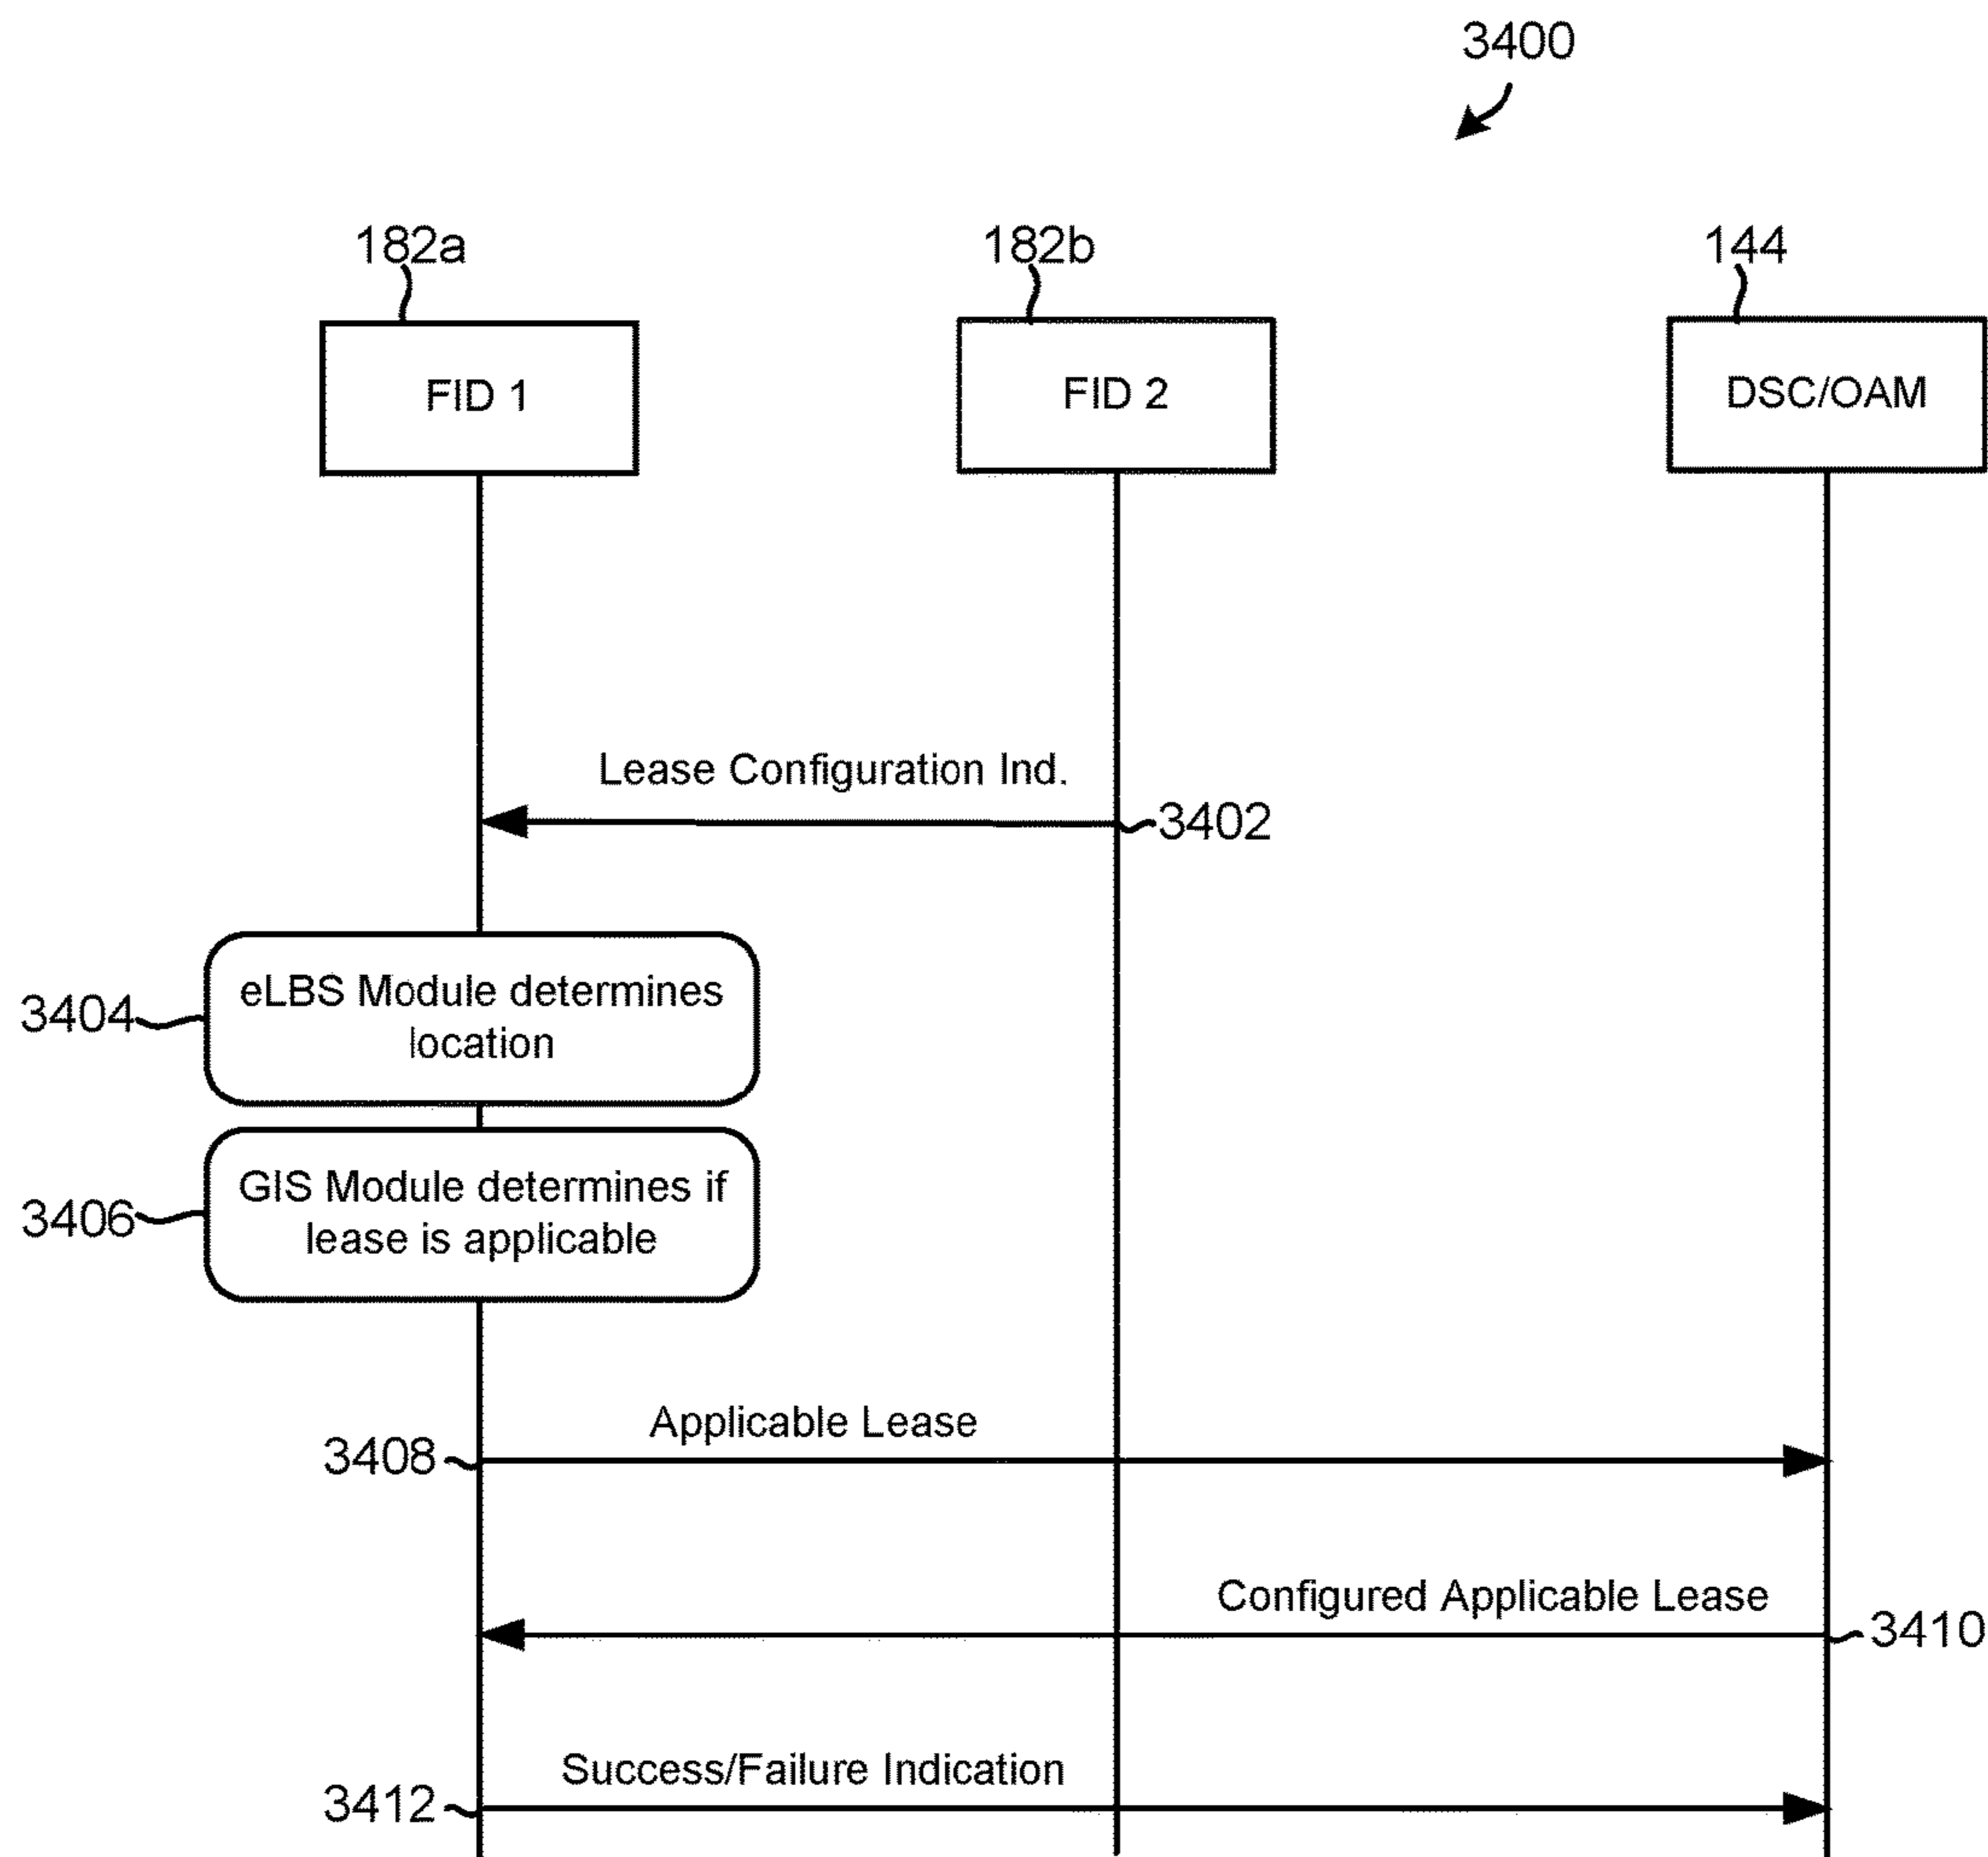 3400
182a
182b
144
FID 1
FID 2
DSC/OAM
Lease Configuration Ind.
3402
eLBS Module determines
location
3404
GIS Module determines if
lease is applicable
3406
Applicable Lease
3408
Configured Applicable Lease
3410
Success/Failure Indication
3412